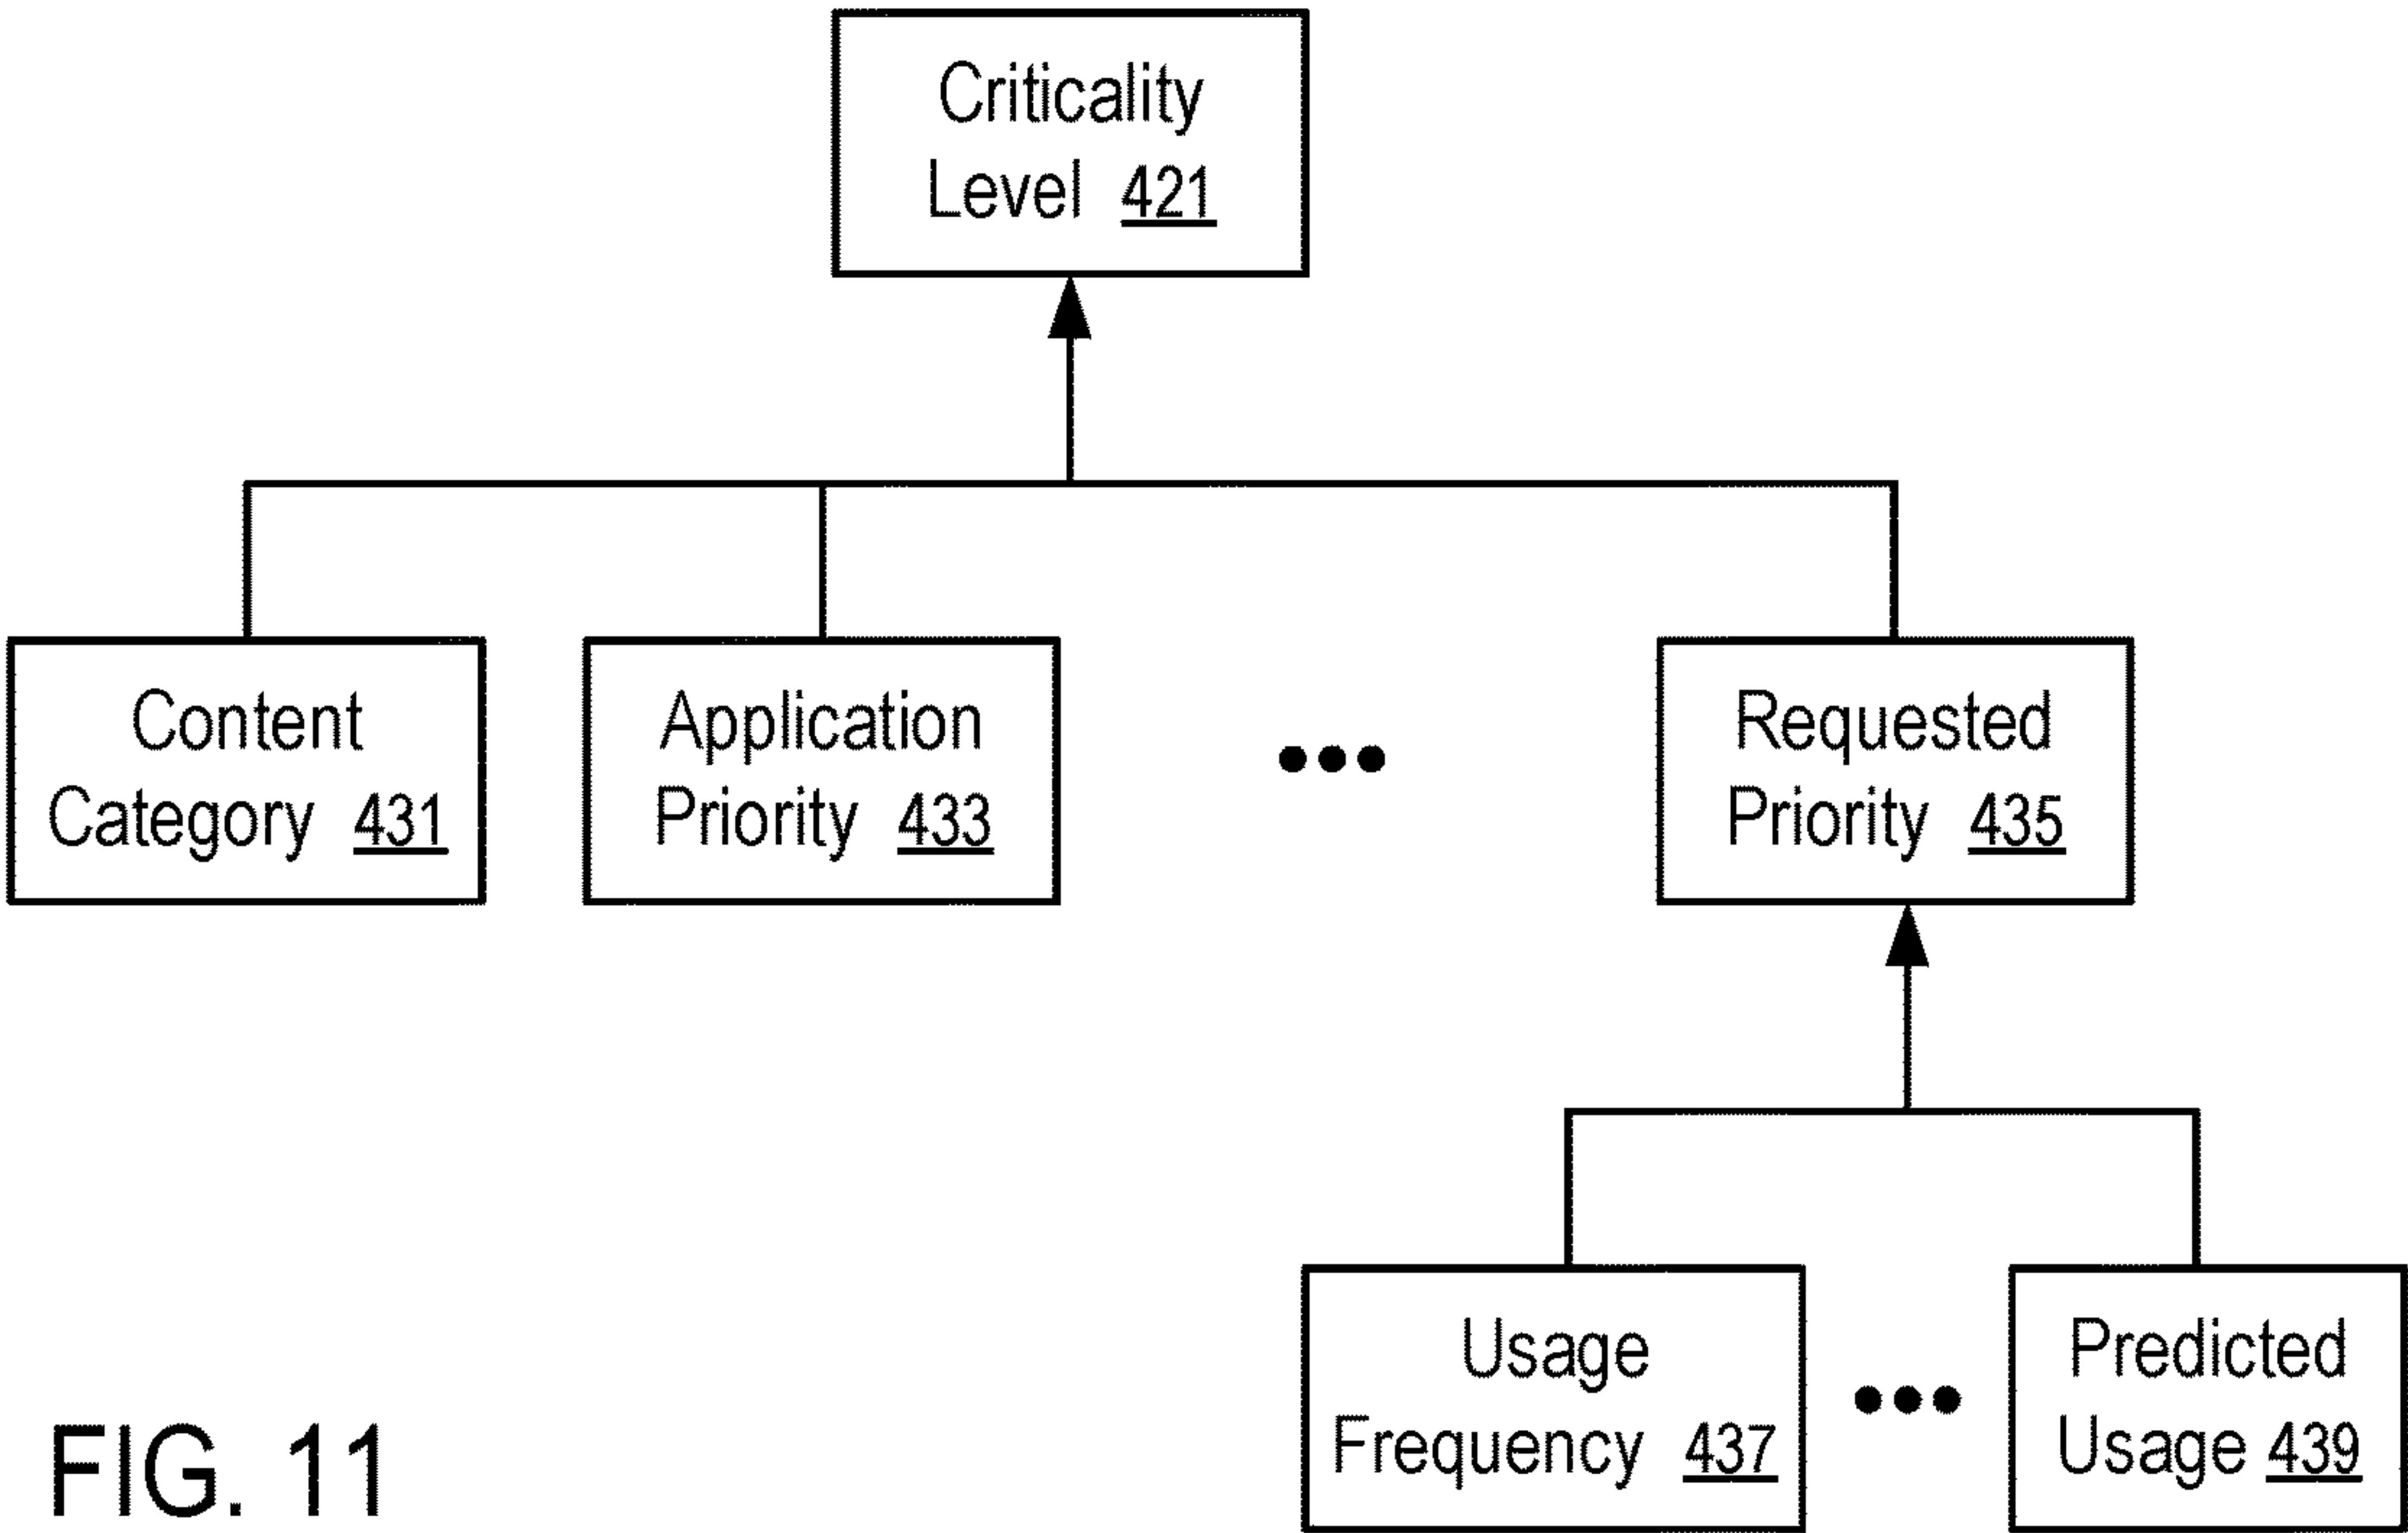 Criticality
Level 421
Content
Category 431
Application
Priority 433
•••
Requested
Priority 435
Usage
Frequency 437
•••
Predicted
Usage 439
FIG. 11